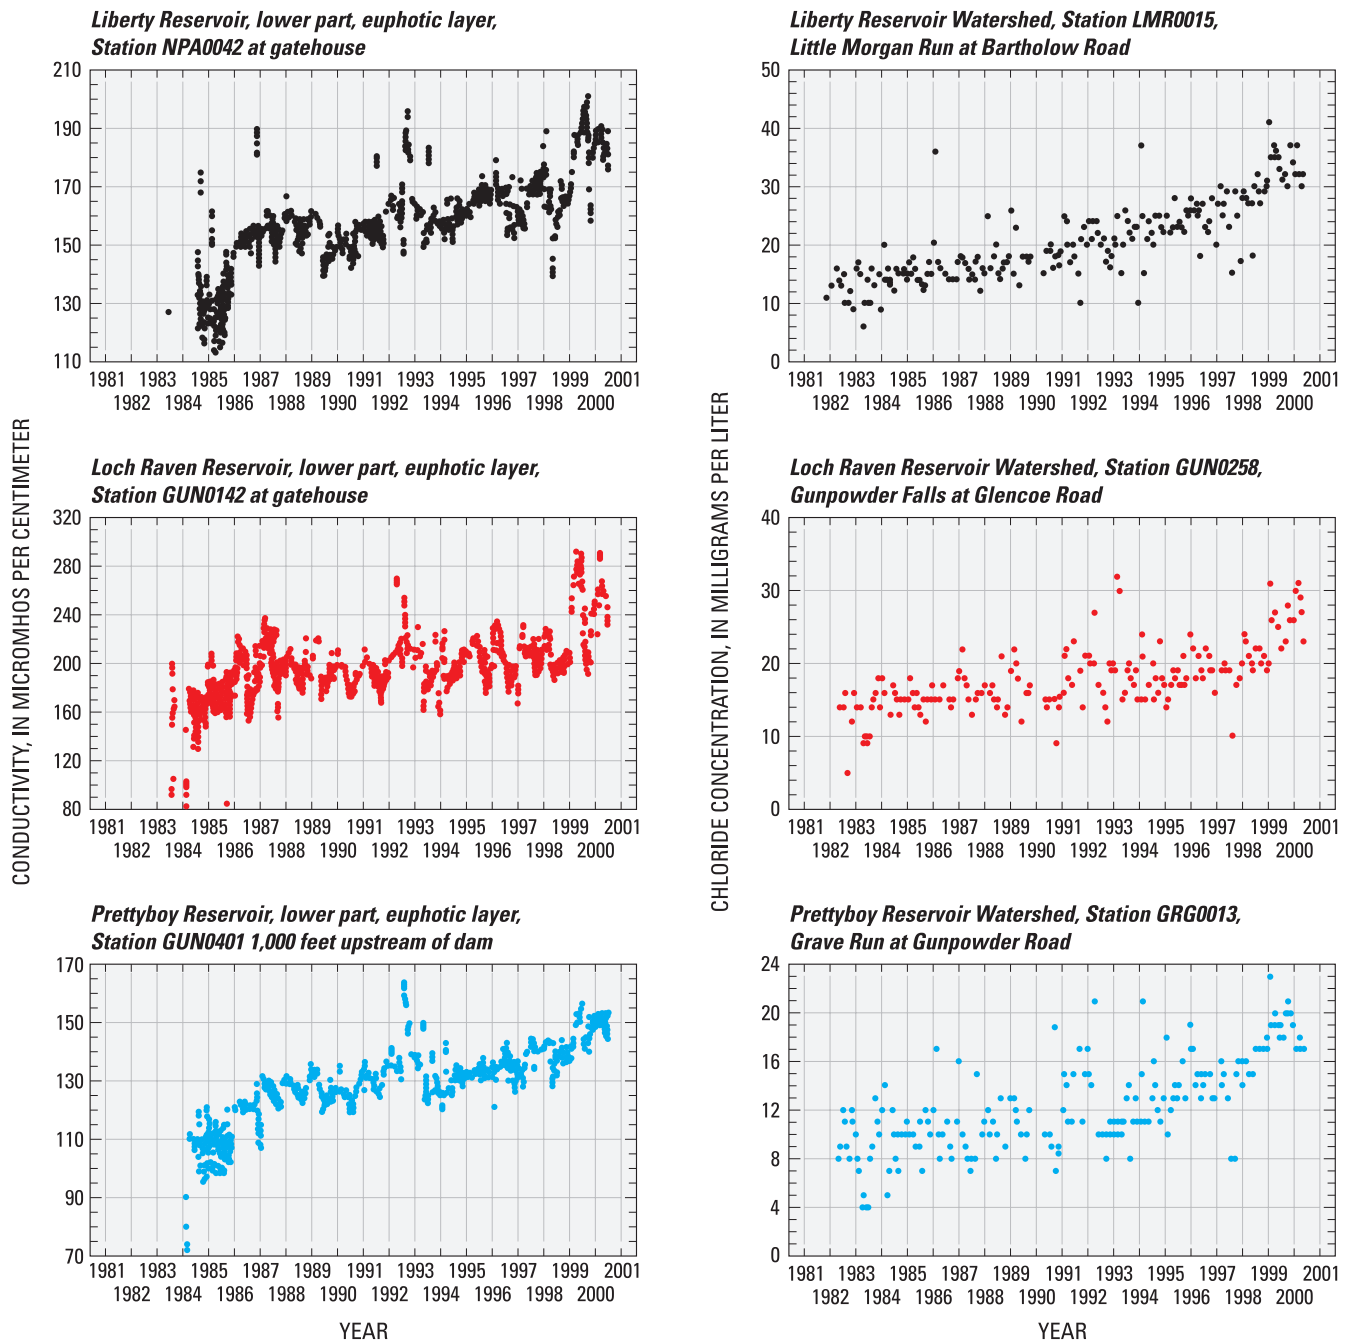 Liberty Reservoir, lower part, euphotic layer,
Station NPA0042 at gatehouse
210
190
170
150
130
110
1981 1983 1985 1987 1989 1991 1993 1995 1997 1999 2001
1982 1984 1986 1988 1990 1992 1994 1996 1998 2000
Liberty Reservoir Watershed, Station LMR0015,
Little Morgan Run at Bartholow Road
50
40
30
20
10
0
1981 1983 1985 1987 1989 1991 1993 1995 1997 1999 2001
1982 1984 1986 1988 1990 1992 1994 1996 1998 2000
CONDUCTIVITY, IN MICROMHOS PER CENTIMETER
Loch Raven Reservoir, lower part, euphotic layer,
Station GUN0142 at gatehouse
320
280
240
200
160
120
80
1981 1983 1985 1987 1989 1991 1993 1995 1997 1999 2001
1982 1984 1986 1988 1990 1992 1994 1996 1998 2000
CHLORIDE CONCENTRATION, IN MILLIGRAMS PER LITER
Loch Raven Reservoir Watershed, Station GUN0258,
Gunpowder Falls at Glencoe Road
40
30
20
10
0
1981 1983 1985 1987 1989 1991 1993 1995 1997 1999 2001
1982 1984 1986 1988 1990 1992 1994 1996 1998 2000
Prettyboy Reservoir, lower part, euphotic layer,
Station GUN0401 1,000 feet upstream of dam
170
150
130
110
90
70
1981 1983 1985 1987 1989 1991 1993 1995 1997 1999 2001
1982 1984 1986 1988 1990 1992 1994 1996 1998 2000
YEAR
Prettyboy Reservoir Watershed, Station GRG0013,
Grave Run at Gunpowder Road
24
20
16
12
8
4
0
1981 1983 1985 1987 1989 1991 1993 1995 1997 1999 2001
1982 1984 1986 1988 1990 1992 1994 1996 1998 2000
YEAR